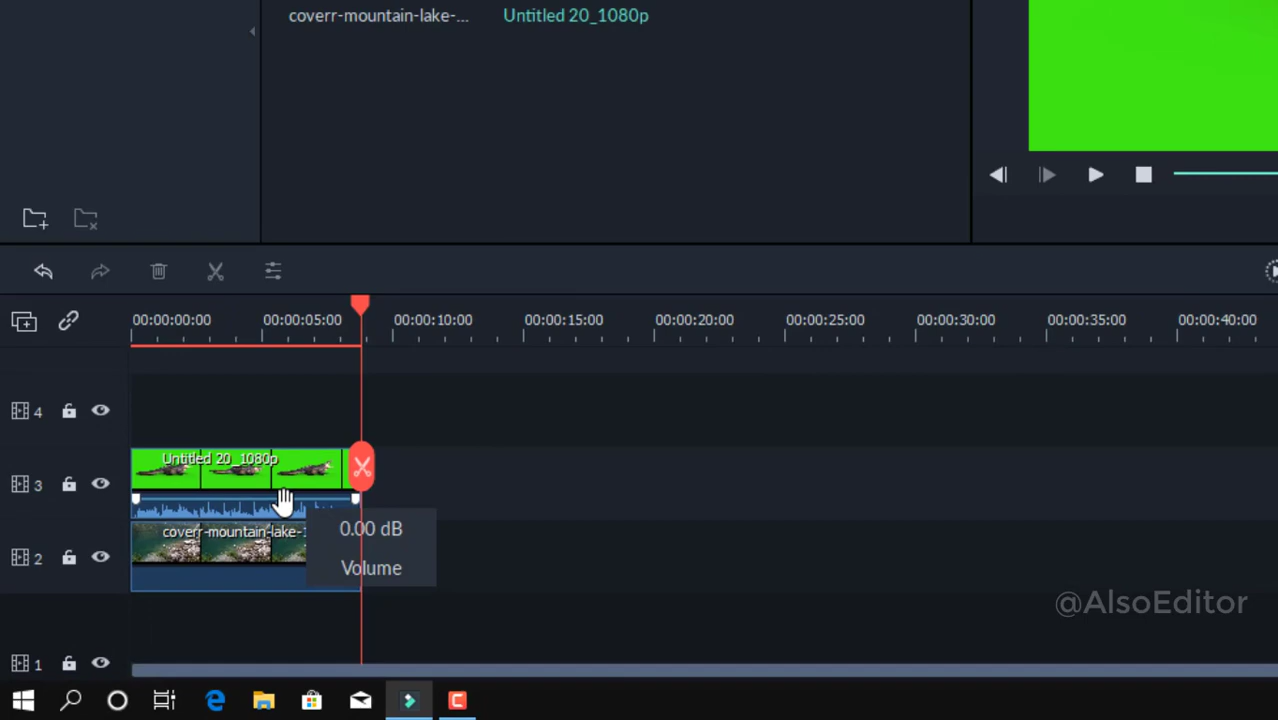 coverr-mountain-lake-... Untitled 20_1080p
00:00:00:00 00:00:05:00 00:00:10:00 00:00:15:00 00:00:20:00 00:00:25:00 00:00:30:00 00:00:35:00 00:00:40:00
4
Untitled 20_1080p
3
0.00 dB
coverr-mountain-lake-
2
Volume
@AlsoEditor
1